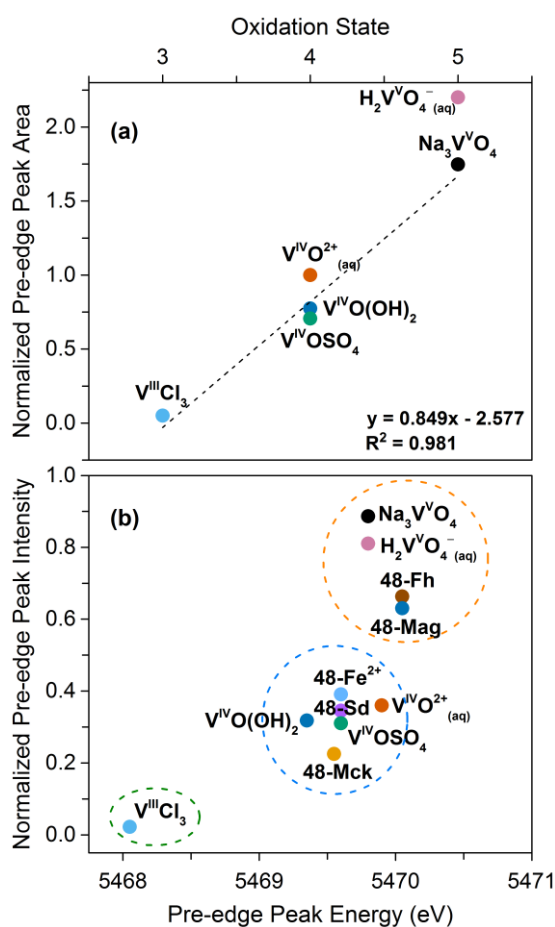 Oxidation State
3 4 5
(a)
H₂VⱽO₄⁻ (aq)
Na₃VⱽO₄
VᴵⱽO²⁺ (aq)
VᴵⱽO(OH)₂
VᴵⱽOSO₄
VᴵᴵᴵCl₃
y = 0.849x - 2.577
R² = 0.981
2.0
1.5
1.0
0.5
0.0
Normalized Pre-edge Peak Area
(b)
Na₃VⱽO₄
H₂VⱽO₄⁻ (aq)
48-Fh
48-Mag
48-Fe²⁺
48-Sd
VᴵⱽO(OH)₂
VᴵⱽO²⁺ (aq)
VᴵⱽOSO₄
48-Mck
VᴵᴵᴵCl₃
1.0
0.8
0.6
0.4
0.2
0.0
Normalized Pre-edge Peak Intensity
5468 5469 5470 5471
Pre-edge Peak Energy (eV)